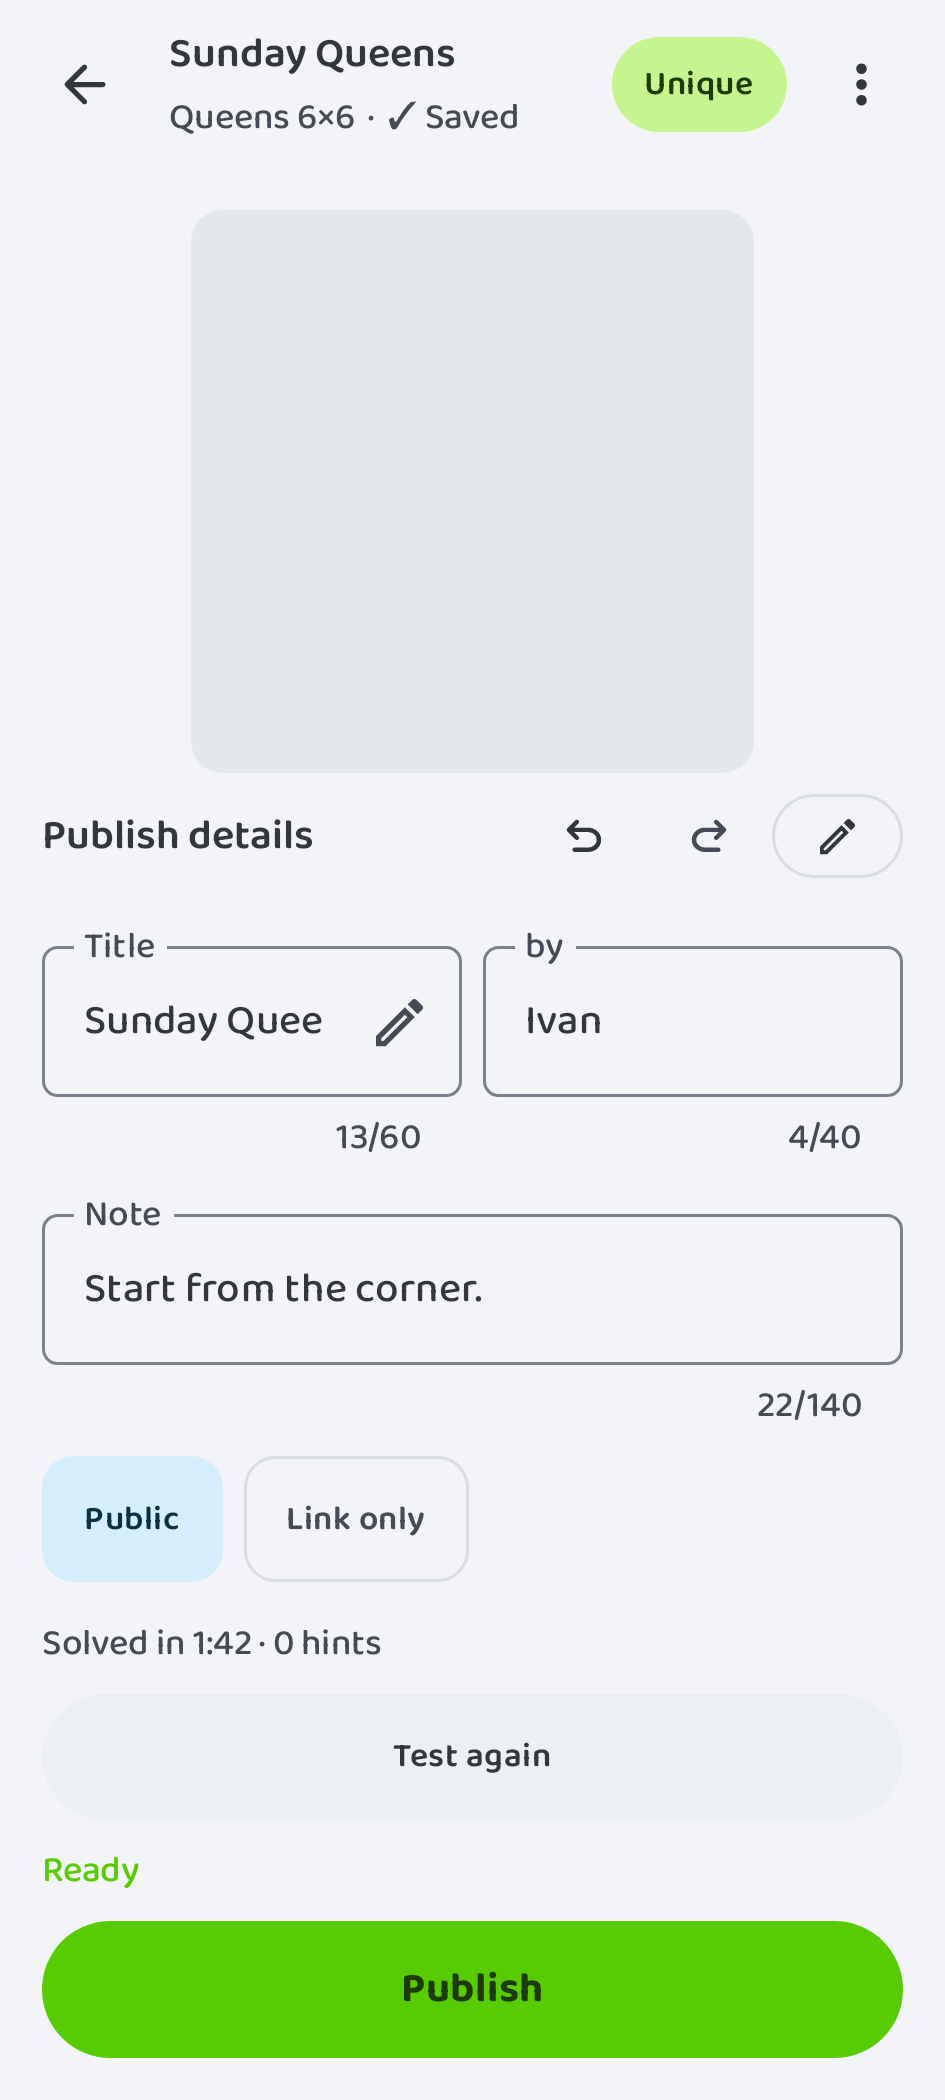 Sunday Queens
Queens 6×6 · ✓ Saved
Unique
Publish details
Title
Sunday Quee
13/60
by
Ivan
4/40
Note
Start from the corner.
22/140
Public
Link only
Solved in 1:42 · 0 hints
Test again
Ready
Publish